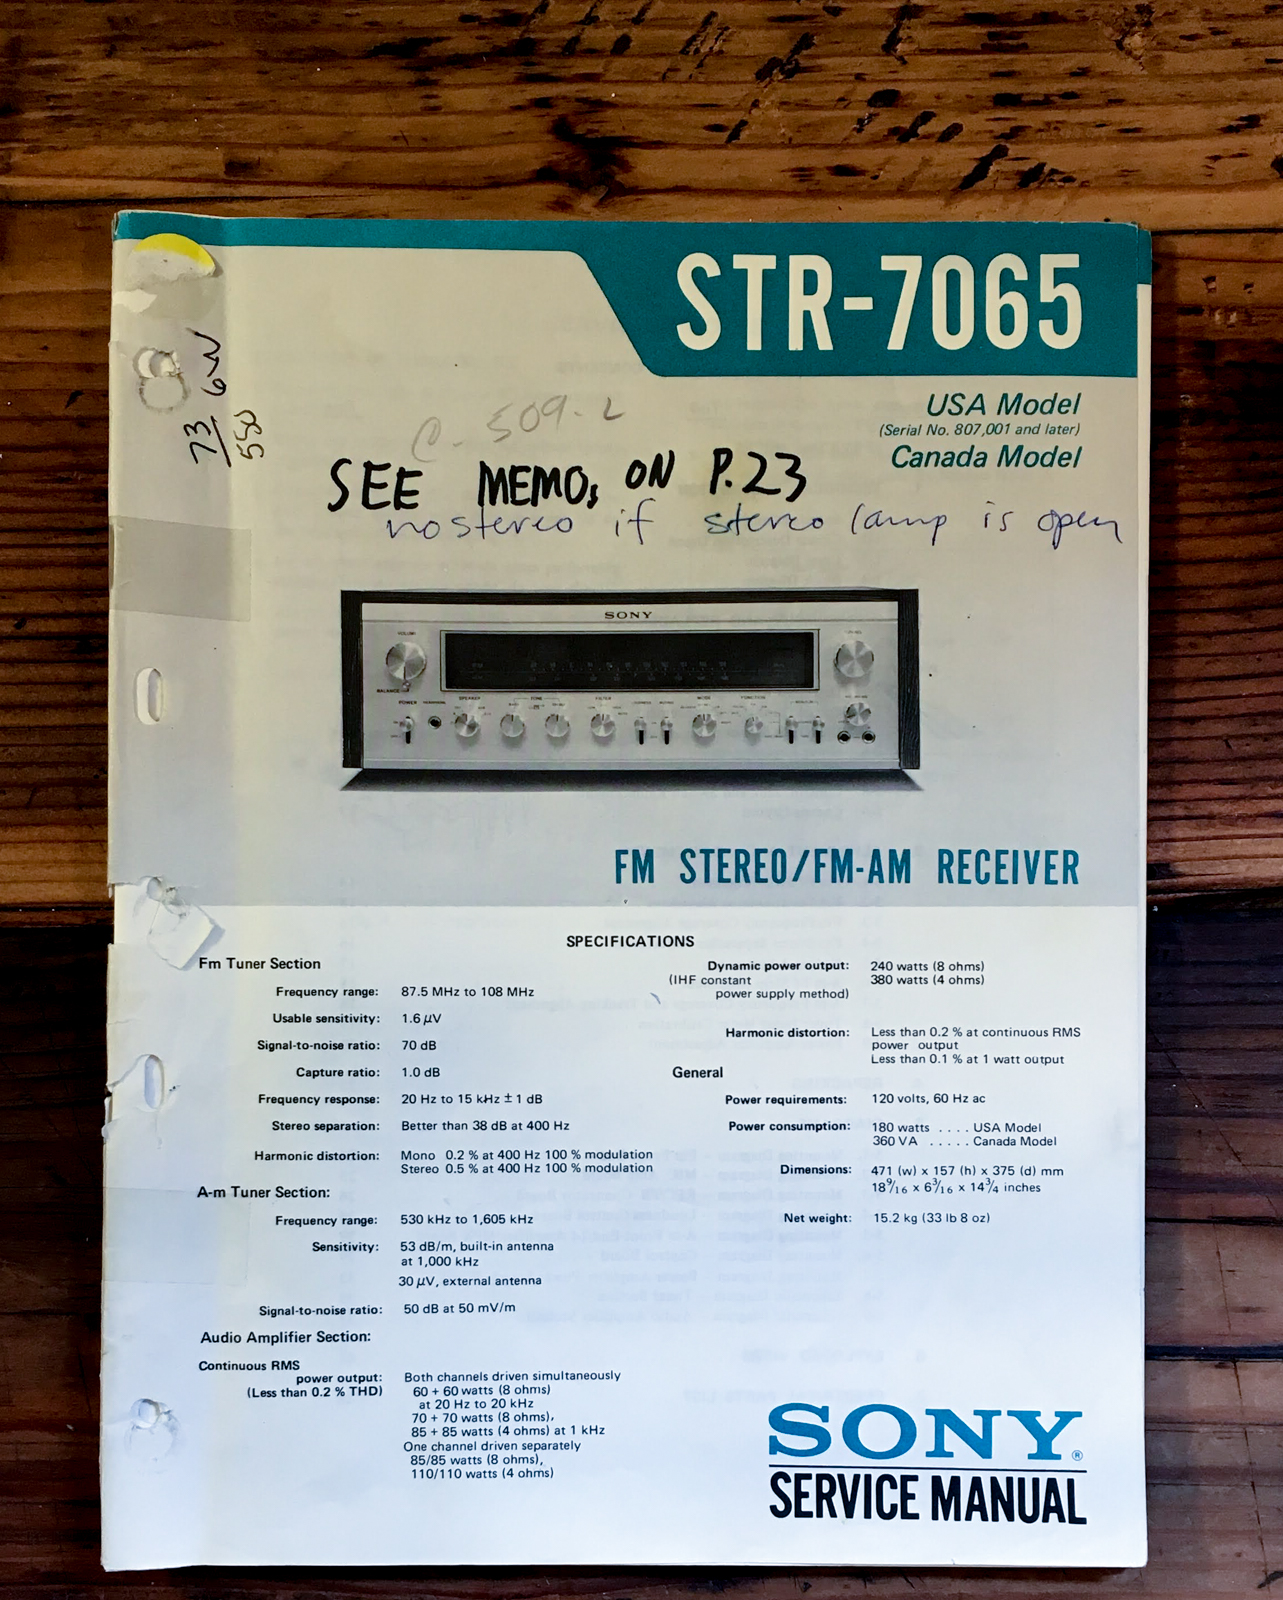 STR-7065
USA Model
(Serial No. 807,001 and later)
Canada Model
73
6W
550
C-509-2
SEE MEMO, ON P.23
no stereo if stereo lamp is open
SONY
VOLUME
BALANCE
POWER
SPEAKER
TONE
FILTER
MODE
FUNCTION
FM STEREO/FM-AM RECEIVER
SPECIFICATIONS
Fm Tuner Section
Frequency range: 87.5 MHz to 108 MHz
Usable sensitivity: 1.6 μV
Signal-to-noise ratio: 70 dB
Capture ratio: 1.0 dB
Frequency response: 20 Hz to 15 kHz ± 1 dB
Stereo separation: Better than 38 dB at 400 Hz
Harmonic distortion: Mono 0.2 % at 400 Hz 100 % modulation
Stereo 0.5 % at 400 Hz 100 % modulation
A-m Tuner Section:
Frequency range: 530 kHz to 1,605 kHz
Sensitivity: 53 dB/m, built-in antenna
at 1,000 kHz
30 μV, external antenna
Signal-to-noise ratio: 50 dB at 50 mV/m
Audio Amplifier Section:
Continuous RMS
power output: Both channels driven simultaneously
(Less than 0.2 % THD) 60 + 60 watts (8 ohms)
at 20 Hz to 20 kHz
70 + 70 watts (8 ohms),
85 + 85 watts (4 ohms) at 1 kHz
One channel driven separately
85/85 watts (8 ohms),
110/110 watts (4 ohms)
Dynamic power output: 240 watts (8 ohms)
(IHF constant 380 watts (4 ohms)
power supply method)
Harmonic distortion: Less than 0.2 % at continuous RMS
power output
Less than 0.1 % at 1 watt output
General
Power requirements: 120 volts, 60 Hz ac
Power consumption: 180 watts .... USA Model
360 VA ..... Canada Model
Dimensions: 471 (w) x 157 (h) x 375 (d) mm
18 9/16 x 6 3/16 x 14 3/4 inches
Net weight: 15.2 kg (33 lb 8 oz)
SONY®
SERVICE MANUAL